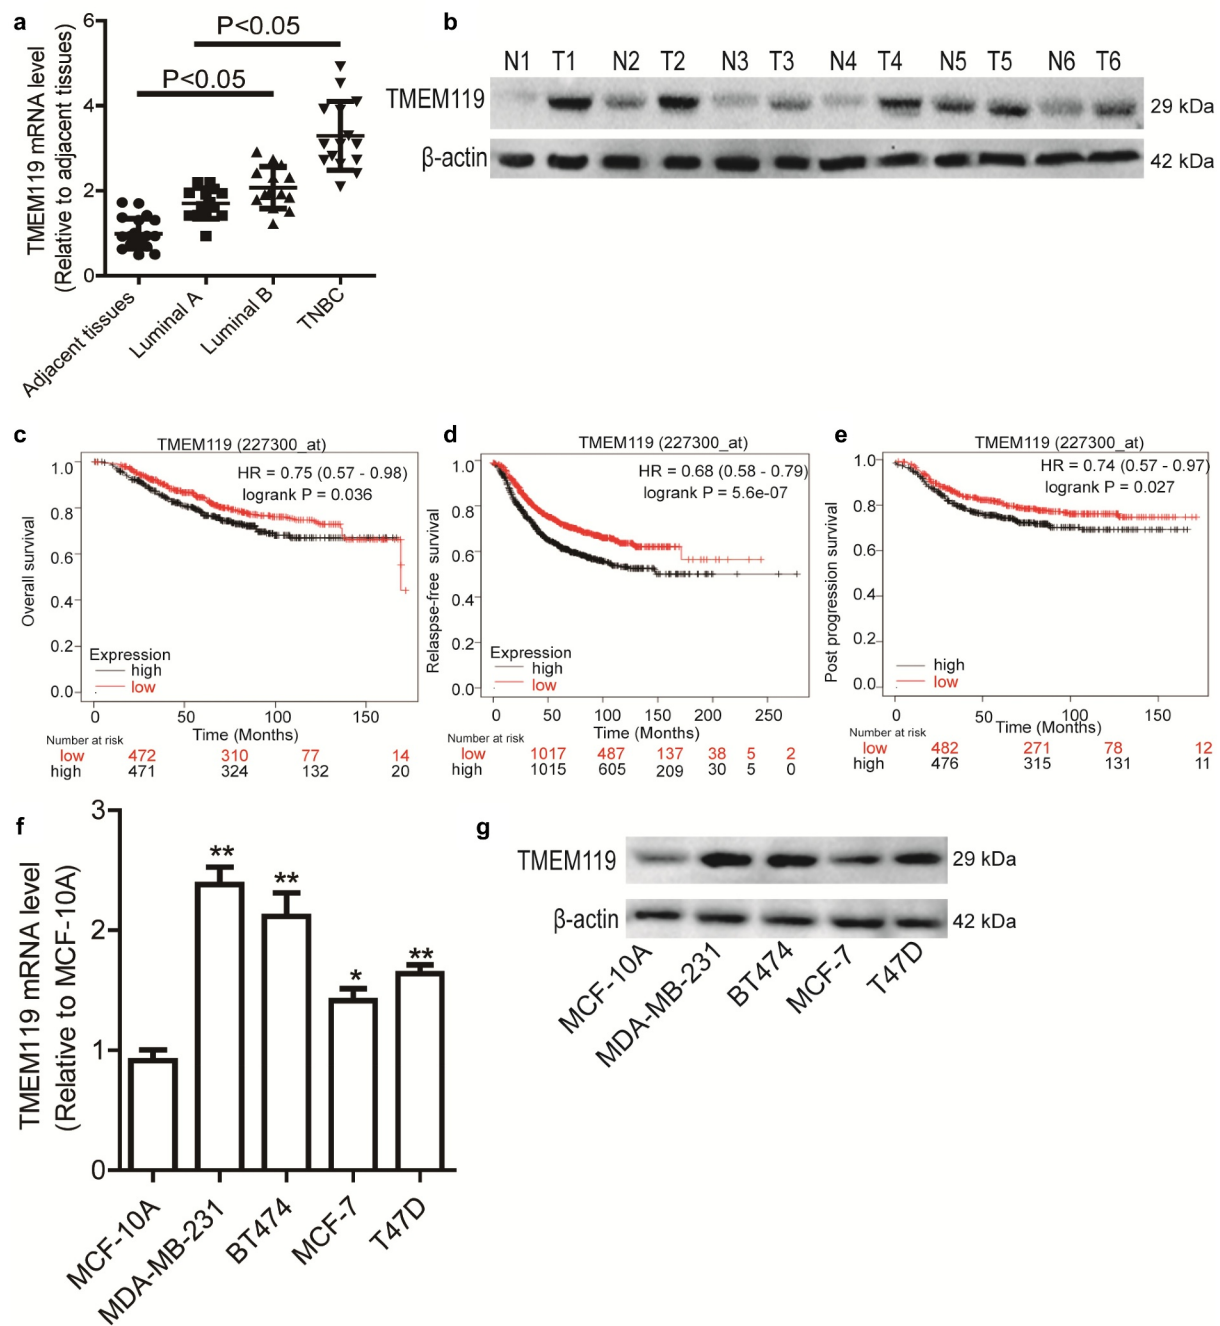 a
TMEM119 mRNA level
(Relative to adjacent tissues)
6
4
2
0
P<0.05
P<0.05
Adjacent tissues
Luminal A
Luminal B
TNBC
b
N1 T1 N2 T2 N3 T3 N4 T4 N5 T5 N6 T6
TMEM119 29 kDa
β-actin 42 kDa
c
TMEM119 (227300_at)
HR = 0.75 (0.57 - 0.98)
logrank P = 0.036
Overall survival
1.0
0.8
0.6
0.4
0.2
0.0
Expression
high
low
0 50 100 150
Time (Months)
Number at risk
low 472 310 77 14
high 471 324 132 20
d
TMEM119 (227300_at)
HR = 0.68 (0.58 - 0.79)
logrank P = 5.6e-07
Relaspse-free survival
1.0
0.8
0.6
0.4
0.2
0.0
Expression
high
low
0 50 100 150 200 250
Time (Months)
Number at risk
low 1017 487 137 38 5 2
high 1015 605 209 30 5 0
e
TMEM119 (227300_at)
HR = 0.74 (0.57 - 0.97)
logrank P = 0.027
Post progression survival
1.0
0.8
0.6
0.4
0.2
0.0
high
low
0 50 100 150
Time (Months)
Number at risk
low 482 271 78 12
high 476 315 131 11
f
TMEM119 mRNA level
(Relative to MCF-10A)
3
2
1
0
** ** * **
MCF-10A
MDA-MB-231
BT474
MCF-7
T47D
g
TMEM119 29 kDa
β-actin 42 kDa
MCF-10A
MDA-MB-231
BT474
MCF-7
T47D